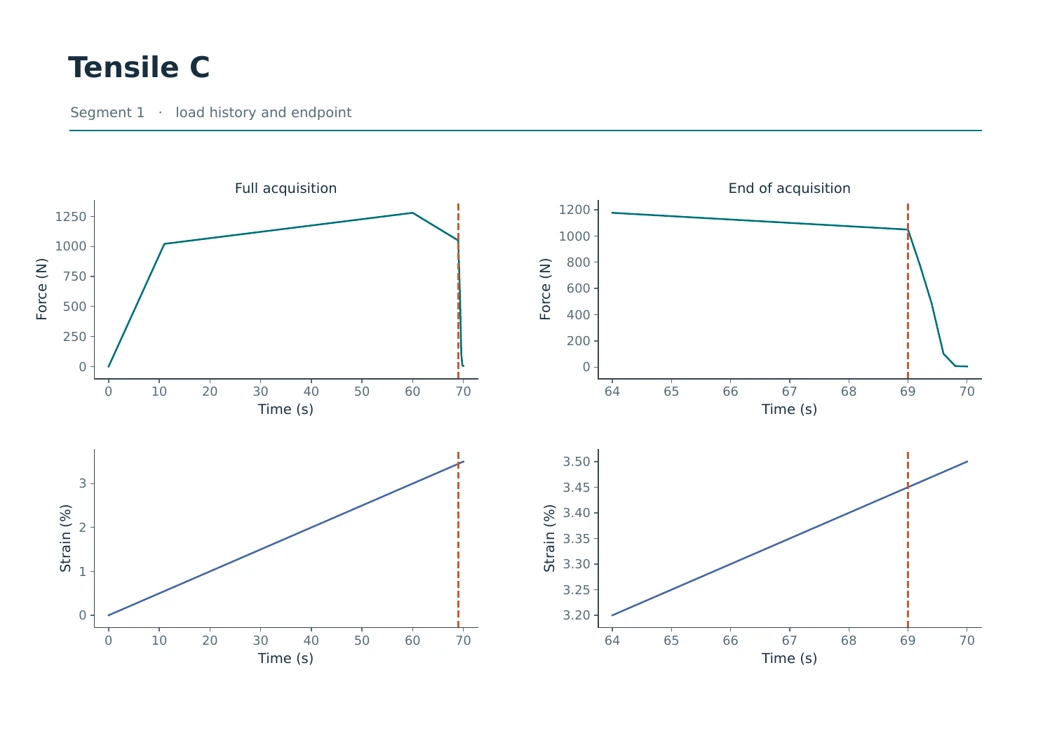 Tensile C
Segment 1 · load history and endpoint
Full acquisition
Force (N)
1250
1000
750
500
250
0
0 10 20 30 40 50 60 70
Time (s)
End of acquisition
Force (N)
1200
1000
800
600
400
200
0
64 65 66 67 68 69 70
Time (s)
Strain (%)
3
2
1
0
0 10 20 30 40 50 60 70
Time (s)
Strain (%)
3.50
3.45
3.40
3.35
3.30
3.25
3.20
64 65 66 67 68 69 70
Time (s)